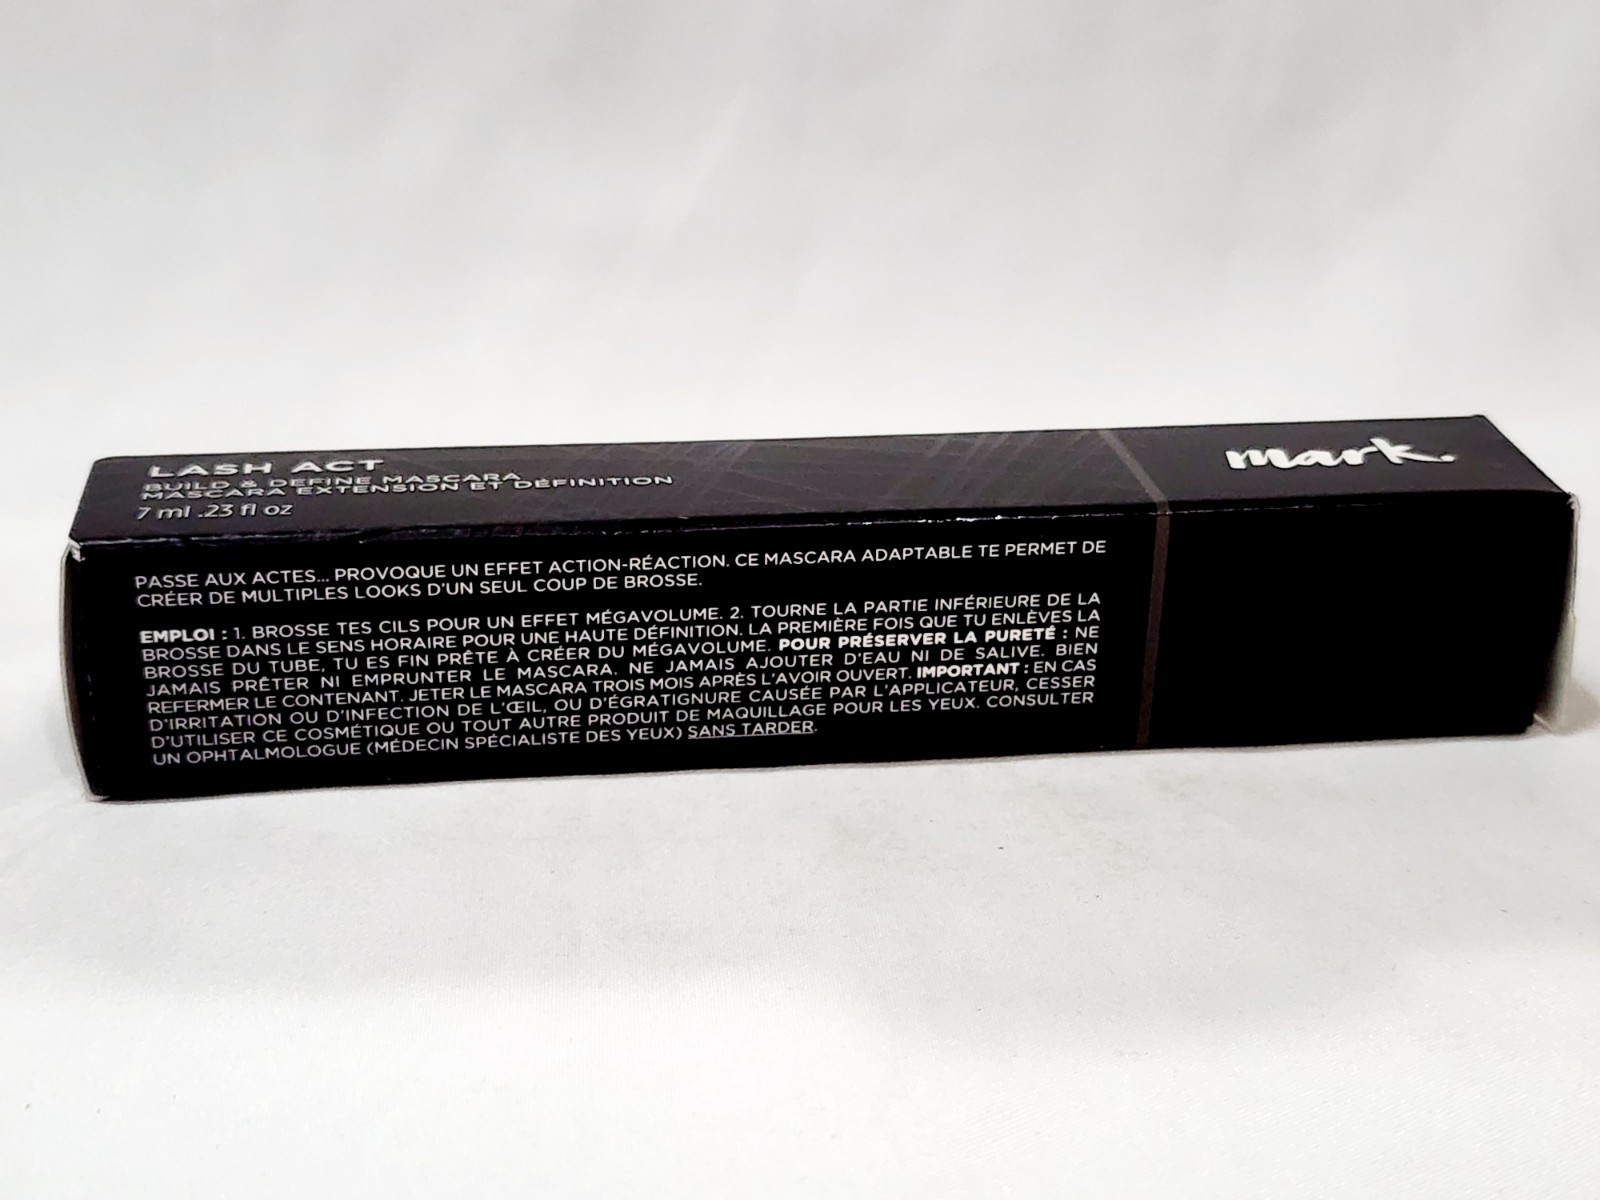 LASH ACT
BUILD & DEFINE MASCARA
MASCARA EXTENSION ET DÉFINITION
7 ml .23 fl oz
mark.
PASSE AUX ACTES... PROVOQUE UN EFFET ACTION-RÉACTION. CE MASCARA ADAPTABLE TE PERMET DE
CRÉER DE MULTIPLES LOOKS D'UN SEUL COUP DE BROSSE.
EMPLOI : 1. BROSSE TES CILS POUR UN EFFET MÉGAVOLUME. 2. TOURNE LA PARTIE INFÉRIEURE DE LA
BROSSE DANS LE SENS HORAIRE POUR UNE HAUTE DÉFINITION. LA PREMIÈRE FOIS QUE TU ENLÈVES LA
BROSSE DU TUBE, TU ES FIN PRÊTE À CRÉER DU MÉGAVOLUME. POUR PRÉSERVER LA PURETÉ : NE
JAMAIS PRÊTER NI EMPRUNTER LE MASCARA. NE JAMAIS AJOUTER D'EAU NI DE SALIVE. BIEN
REFERMER LE CONTENANT. JETER LE MASCARA TROIS MOIS APRÈS L'AVOIR OUVERT. IMPORTANT : EN CAS
D'IRRITATION OU D'INFECTION DE L'ŒIL, OU D'ÉGRATIGNURE CAUSÉE PAR L'APPLICATEUR, CESSER
D'UTILISER CE COSMÉTIQUE OU TOUT AUTRE PRODUIT DE MAQUILLAGE POUR LES YEUX. CONSULTER
UN OPHTALMOLOGUE (MÉDECIN SPÉCIALISTE DES YEUX) SANS TARDER.